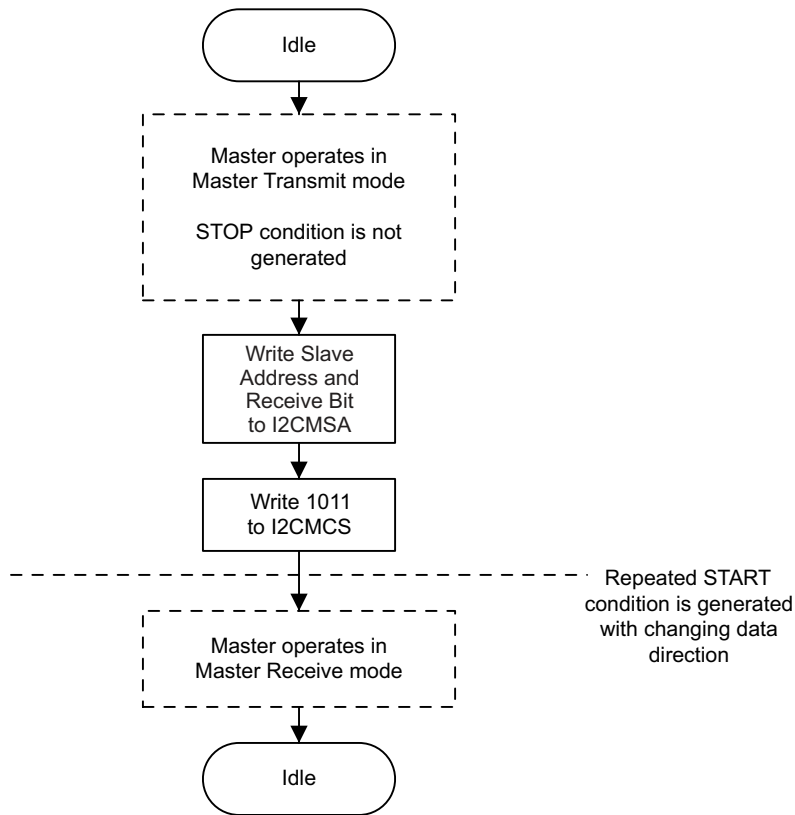 Idle
Master operates in
Master Transmit mode
STOP condition is not
generated
Write Slave
Address and
Receive Bit
to I2CMSA
Write 1011
to I2CMCS
Repeated START
condition is generated
with changing data
direction
Master operates in
Master Receive mode
Idle